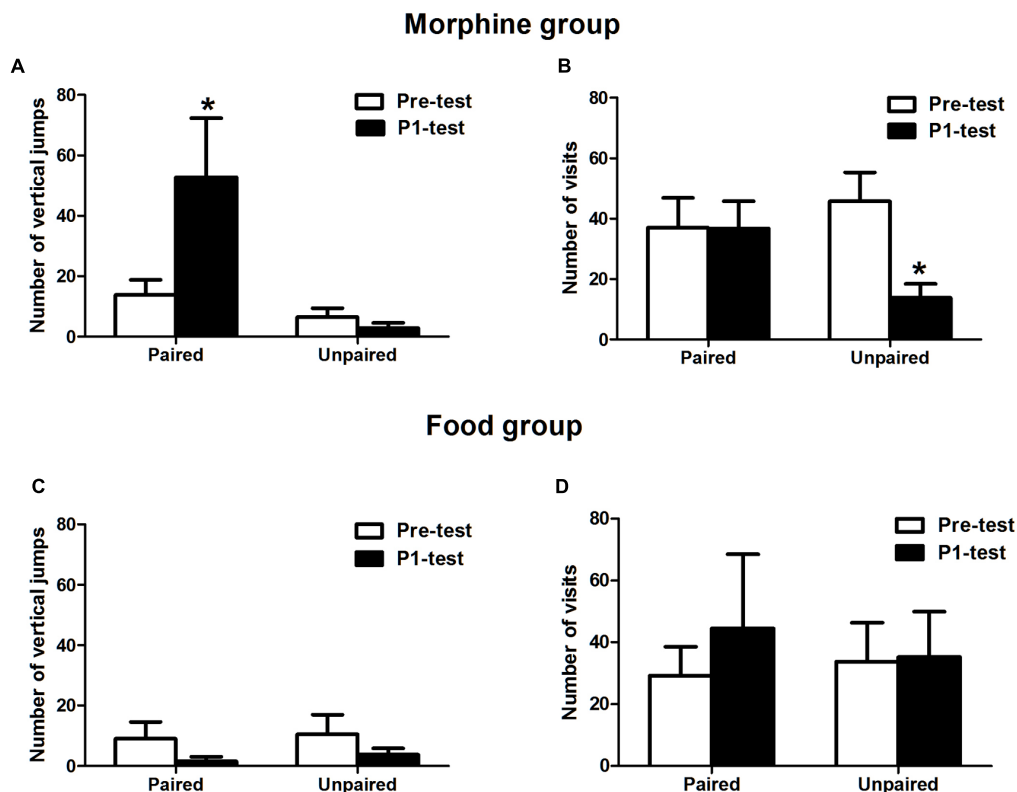 Morphine group
A
Number of vertical jumps
80
60
40
20
0
*
Pre-test
P1-test
Paired
Unpaired
B
Number of visits
80
60
40
20
0
Pre-test
P1-test
*
Paired
Unpaired
Food group
C
Number of vertical jumps
80
60
40
20
0
Pre-test
P1-test
Paired
Unpaired
D
Number of visits
80
60
40
20
0
Pre-test
P1-test
Paired
Unpaired